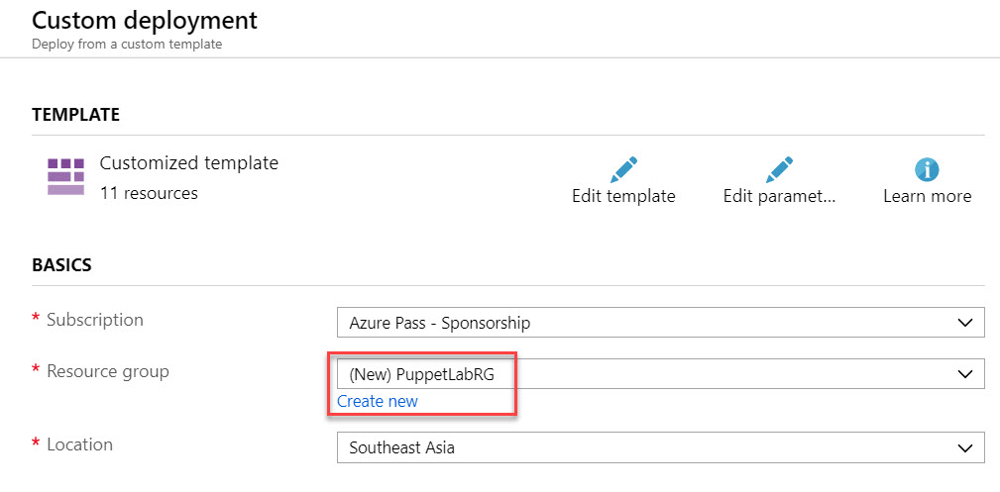 Custom deployment
Deploy from a custom template
TEMPLATE
Customized template
11 resources
Edit template
Edit paramet...
Learn more
BASICS
* Subscription
Azure Pass - Sponsorship
* Resource group
(New) PuppetLabRG
Create new
* Location
Southeast Asia